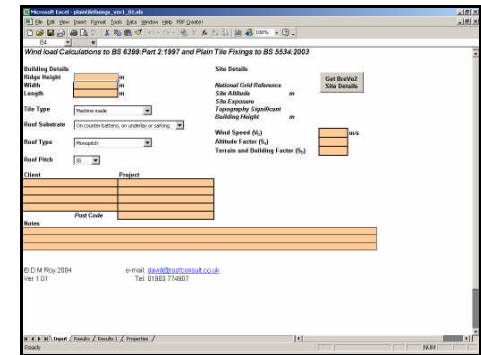 Microsoft Excel - plaintilefixings_ver1_01.xls
File Edit View Insert Format Tools Data Window Help PDF Create!
100%
B4
Wind load Calculations to BS 6399:Part 2:1997 and Plain Tile Fixings to BS 5534:2003
Building Details
Site Details
Ridge Height m
Width m
Length m
National Grid Reference
Site Altitude m
Site Exposure
Topography Significant
Building Height m
Get BreVe2 Site Details
Tile Type Machine made
Roof Substrate On counter battens, on underlay or sarking
Roof Type Monopitch
Roof Pitch 35
Wind Speed (Vb) m/s
Altitude Factor (Sa)
Terrain and Building Factor (Sb)
Client Project
Post Code
Notes
© D M Roy 2004 e-mail: david@roofconsult.co.uk
Ver 1.01 Tel: 01903 774907
Input / Results / Results 1 / Properties
Ready NUM